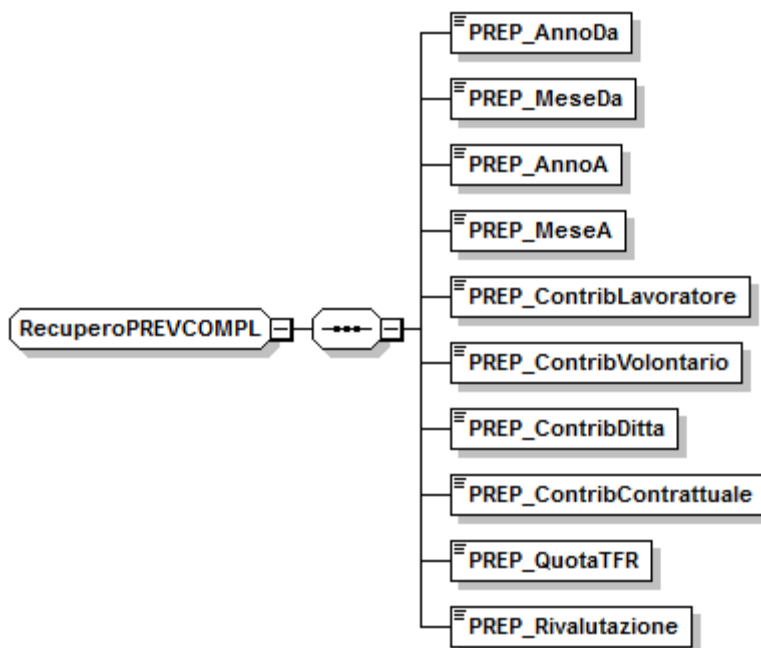 PREP_AnnoDa
PREP_MeseDa
PREP_AnnoA
PREP_MeseA
PREP_ContribLavoratore
RecuperoPREVCOMPL
PREP_ContribVolontario
PREP_ContribDitta
PREP_ContribContrattuale
PREP_QuotaTFR
PREP_Rivalutazione